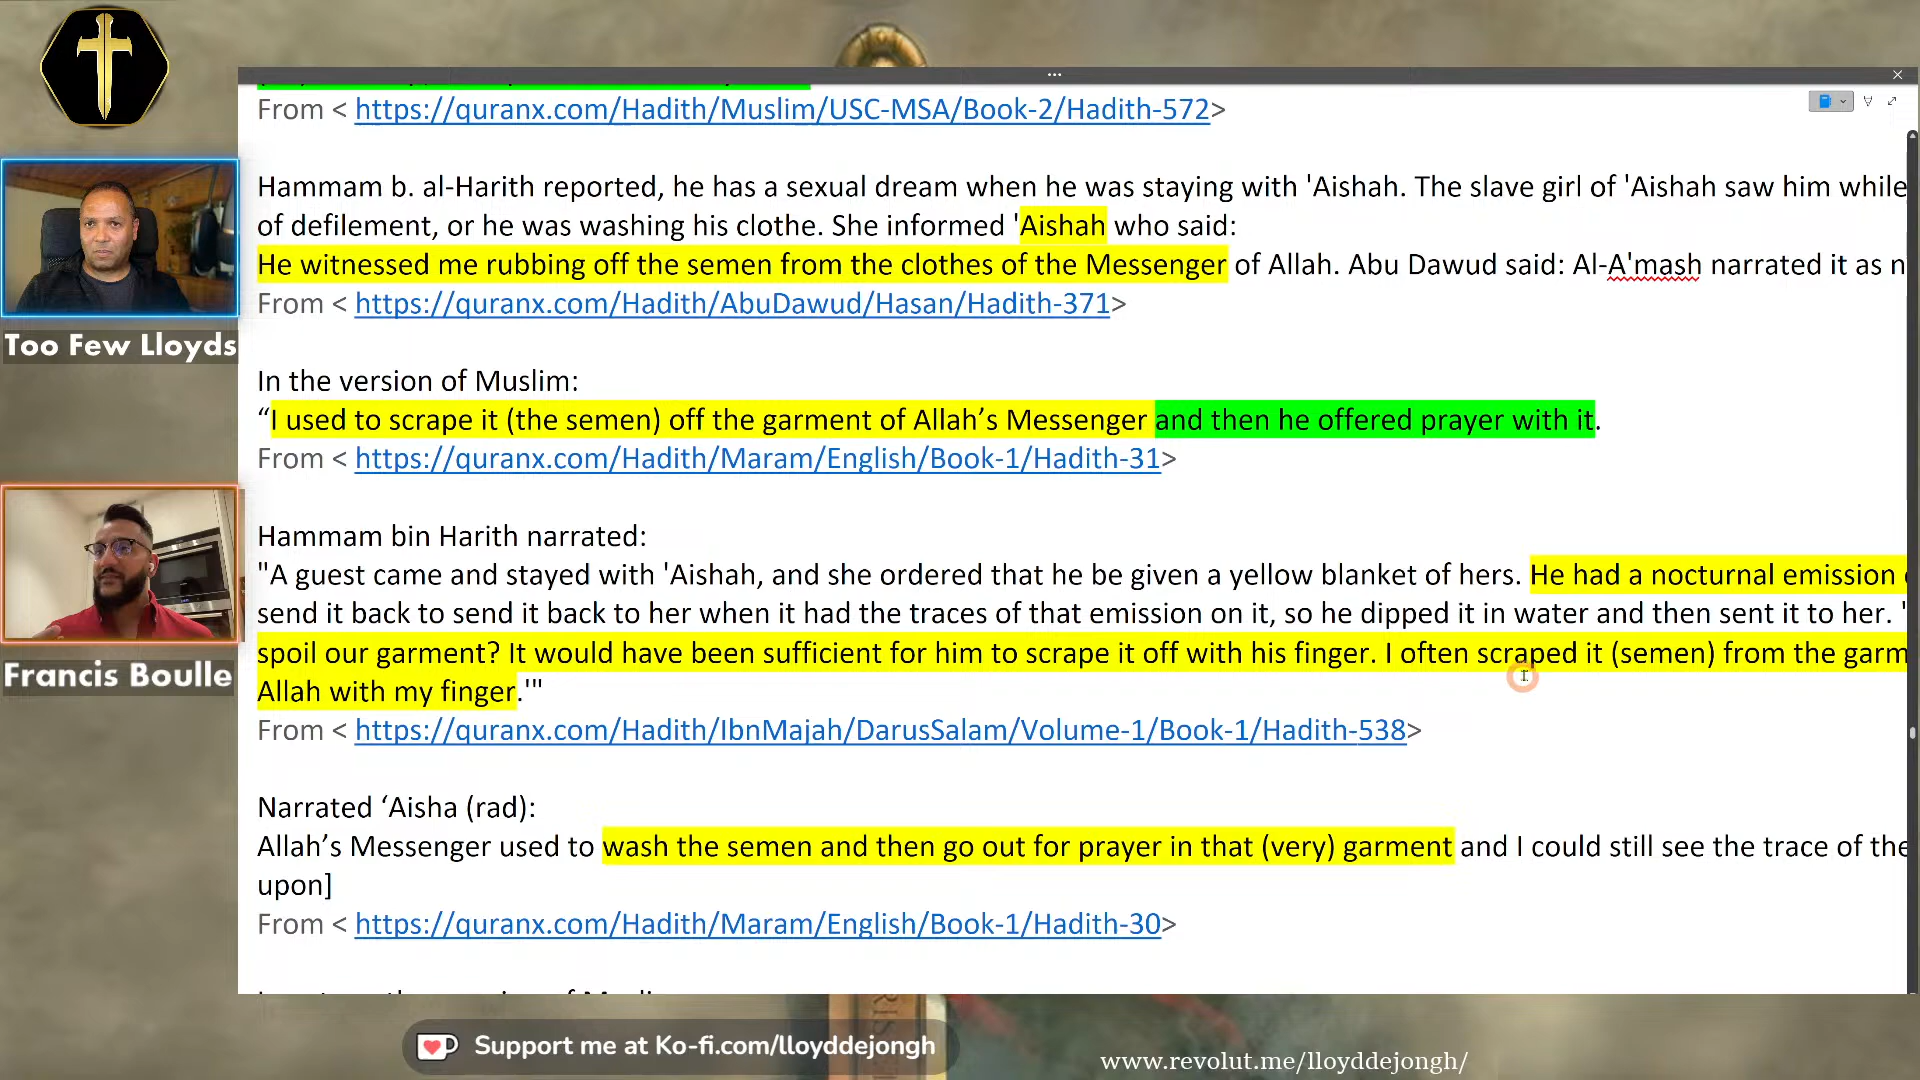 From < https://quranx.com/Hadith/Muslim/USC-MSA/Book-2/Hadith-572>
Hammam b. al-Harith reported, he has a sexual dream when he was staying with 'Aishah. The slave girl of 'Aishah saw him while
of defilement, or he was washing his clothe. She informed 'Aishah who said:
He witnessed me rubbing off the semen from the clothes of the Messenger of Allah. Abu Dawud said: Al-A'mash narrated it as n
From < https://quranx.com/Hadith/AbuDawud/Hasan/Hadith-371>
In the version of Muslim:
“I used to scrape it (the semen) off the garment of Allah’s Messenger and then he offered prayer with it.
From < https://quranx.com/Hadith/Maram/English/Book-1/Hadith-31>
Hammam bin Harith narrated:
"A guest came and stayed with 'Aishah, and she ordered that he be given a yellow blanket of hers. He had a nocturnal emission
send it back to send it back to her when it had the traces of that emission on it, so he dipped it in water and then sent it to her. '
spoil our garment? It would have been sufficient for him to scrape it off with his finger. I often scraped it (semen) from the garm
Allah with my finger.'"
From < https://quranx.com/Hadith/IbnMajah/DarusSalam/Volume-1/Book-1/Hadith-538>
Narrated ‘Aisha (rad):
Allah’s Messenger used to wash the semen and then go out for prayer in that (very) garment and I could still see the trace of the
upon]
From < https://quranx.com/Hadith/Maram/English/Book-1/Hadith-30>
Too Few Lloyds
Francis Boulle
Support me at Ko-fi.com/lloyddejongh
www.revolut.me/lloyddejongh/